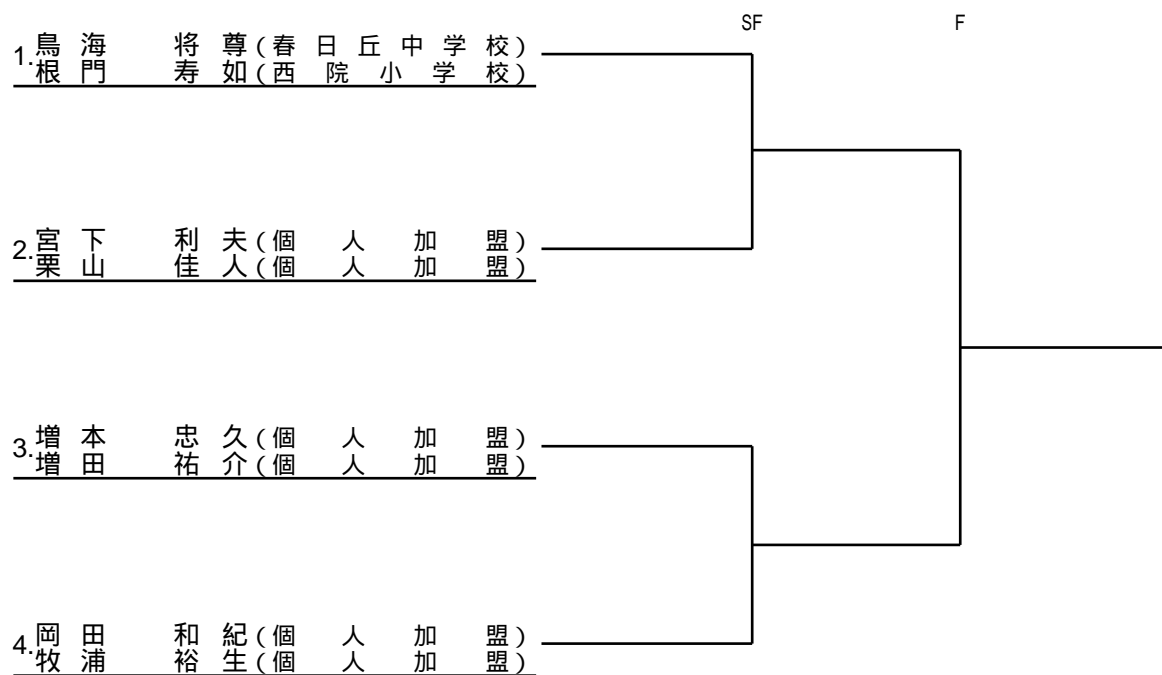 SF F
1. 鳥海 将尊(春日丘中学校)
根門 寿如(西院小学校)
2. 宮下 利夫(個人加盟)
栗山 佳人(個人加盟)
3. 増本 忠久(個人加盟)
増田 祐介(個人加盟)
4. 岡田 和紀(個人加盟)
牧浦 裕生(個人加盟)